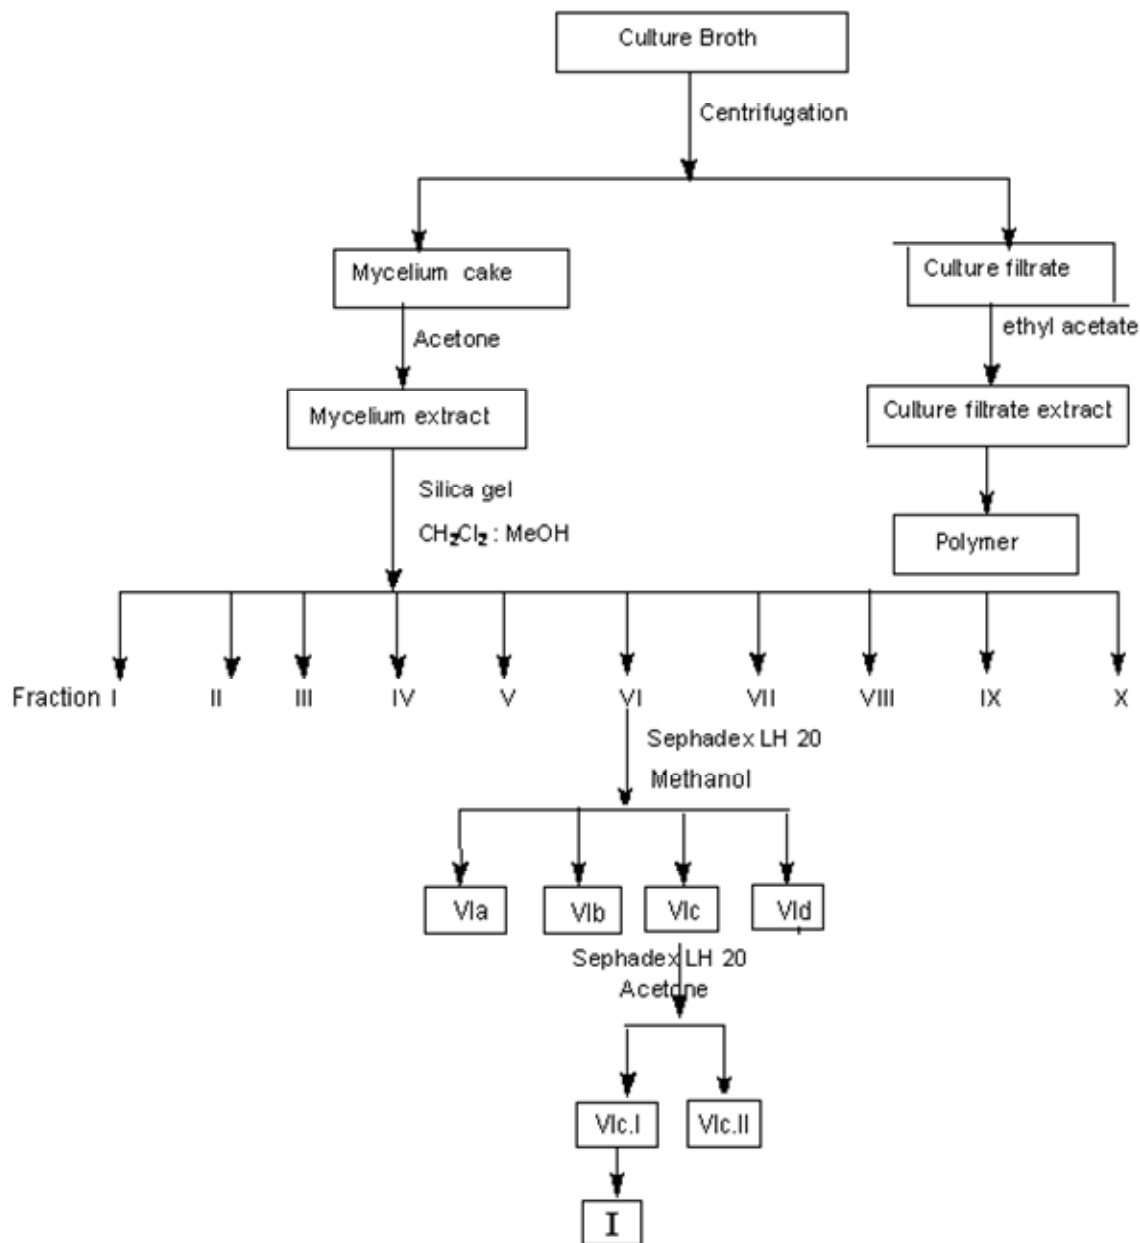 Culture Broth
Centrifugation
Mycelium cake
Culture filtrate
Acetone
ethyl acetate
Mycelium extract
Culture filtrate extract
Silica gel
CH2Cl2 : MeOH
Polymer
Fraction I II III IV V VI VII VIII IX X
Sephadex LH 20
Methanol
VIa VIb VIc VId
Sephadex LH 20
Acetone
VIc.I VIc.II
I